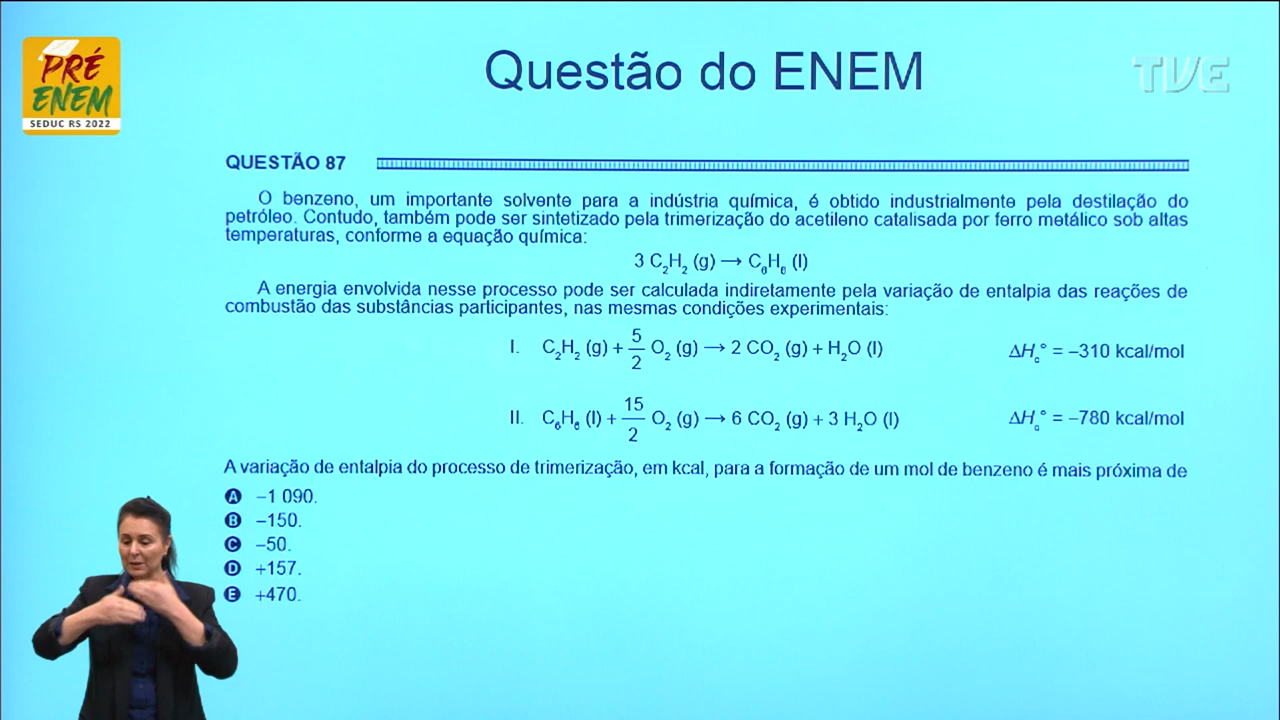 PRÉ
ENEM
SEDUC RS 2022
Questão do ENEM
TVE
QUESTÃO 87
O benzeno, um importante solvente para a indústria química, é obtido industrialmente pela destilação do
petróleo. Contudo, também pode ser sintetizado pela trimerização do acetileno catalisada por ferro metálico sob altas
temperaturas, conforme a equação química:
3 C₂H₂ (g) → C₆H₆ (l)
A energia envolvida nesse processo pode ser calculada indiretamente pela variação de entalpia das reações de
combustão das substâncias participantes, nas mesmas condições experimentais:
I. C₂H₂ (g) + 5/2 O₂ (g) → 2 CO₂ (g) + H₂O (l) ΔH꜀° = –310 kcal/mol
II. C₆H₆ (l) + 15/2 O₂ (g) → 6 CO₂ (g) + 3 H₂O (l) ΔH꜀° = –780 kcal/mol
A variação de entalpia do processo de trimerização, em kcal, para a formação de um mol de benzeno é mais próxima de
A –1 090.
B –150.
C –50.
D +157.
E +470.